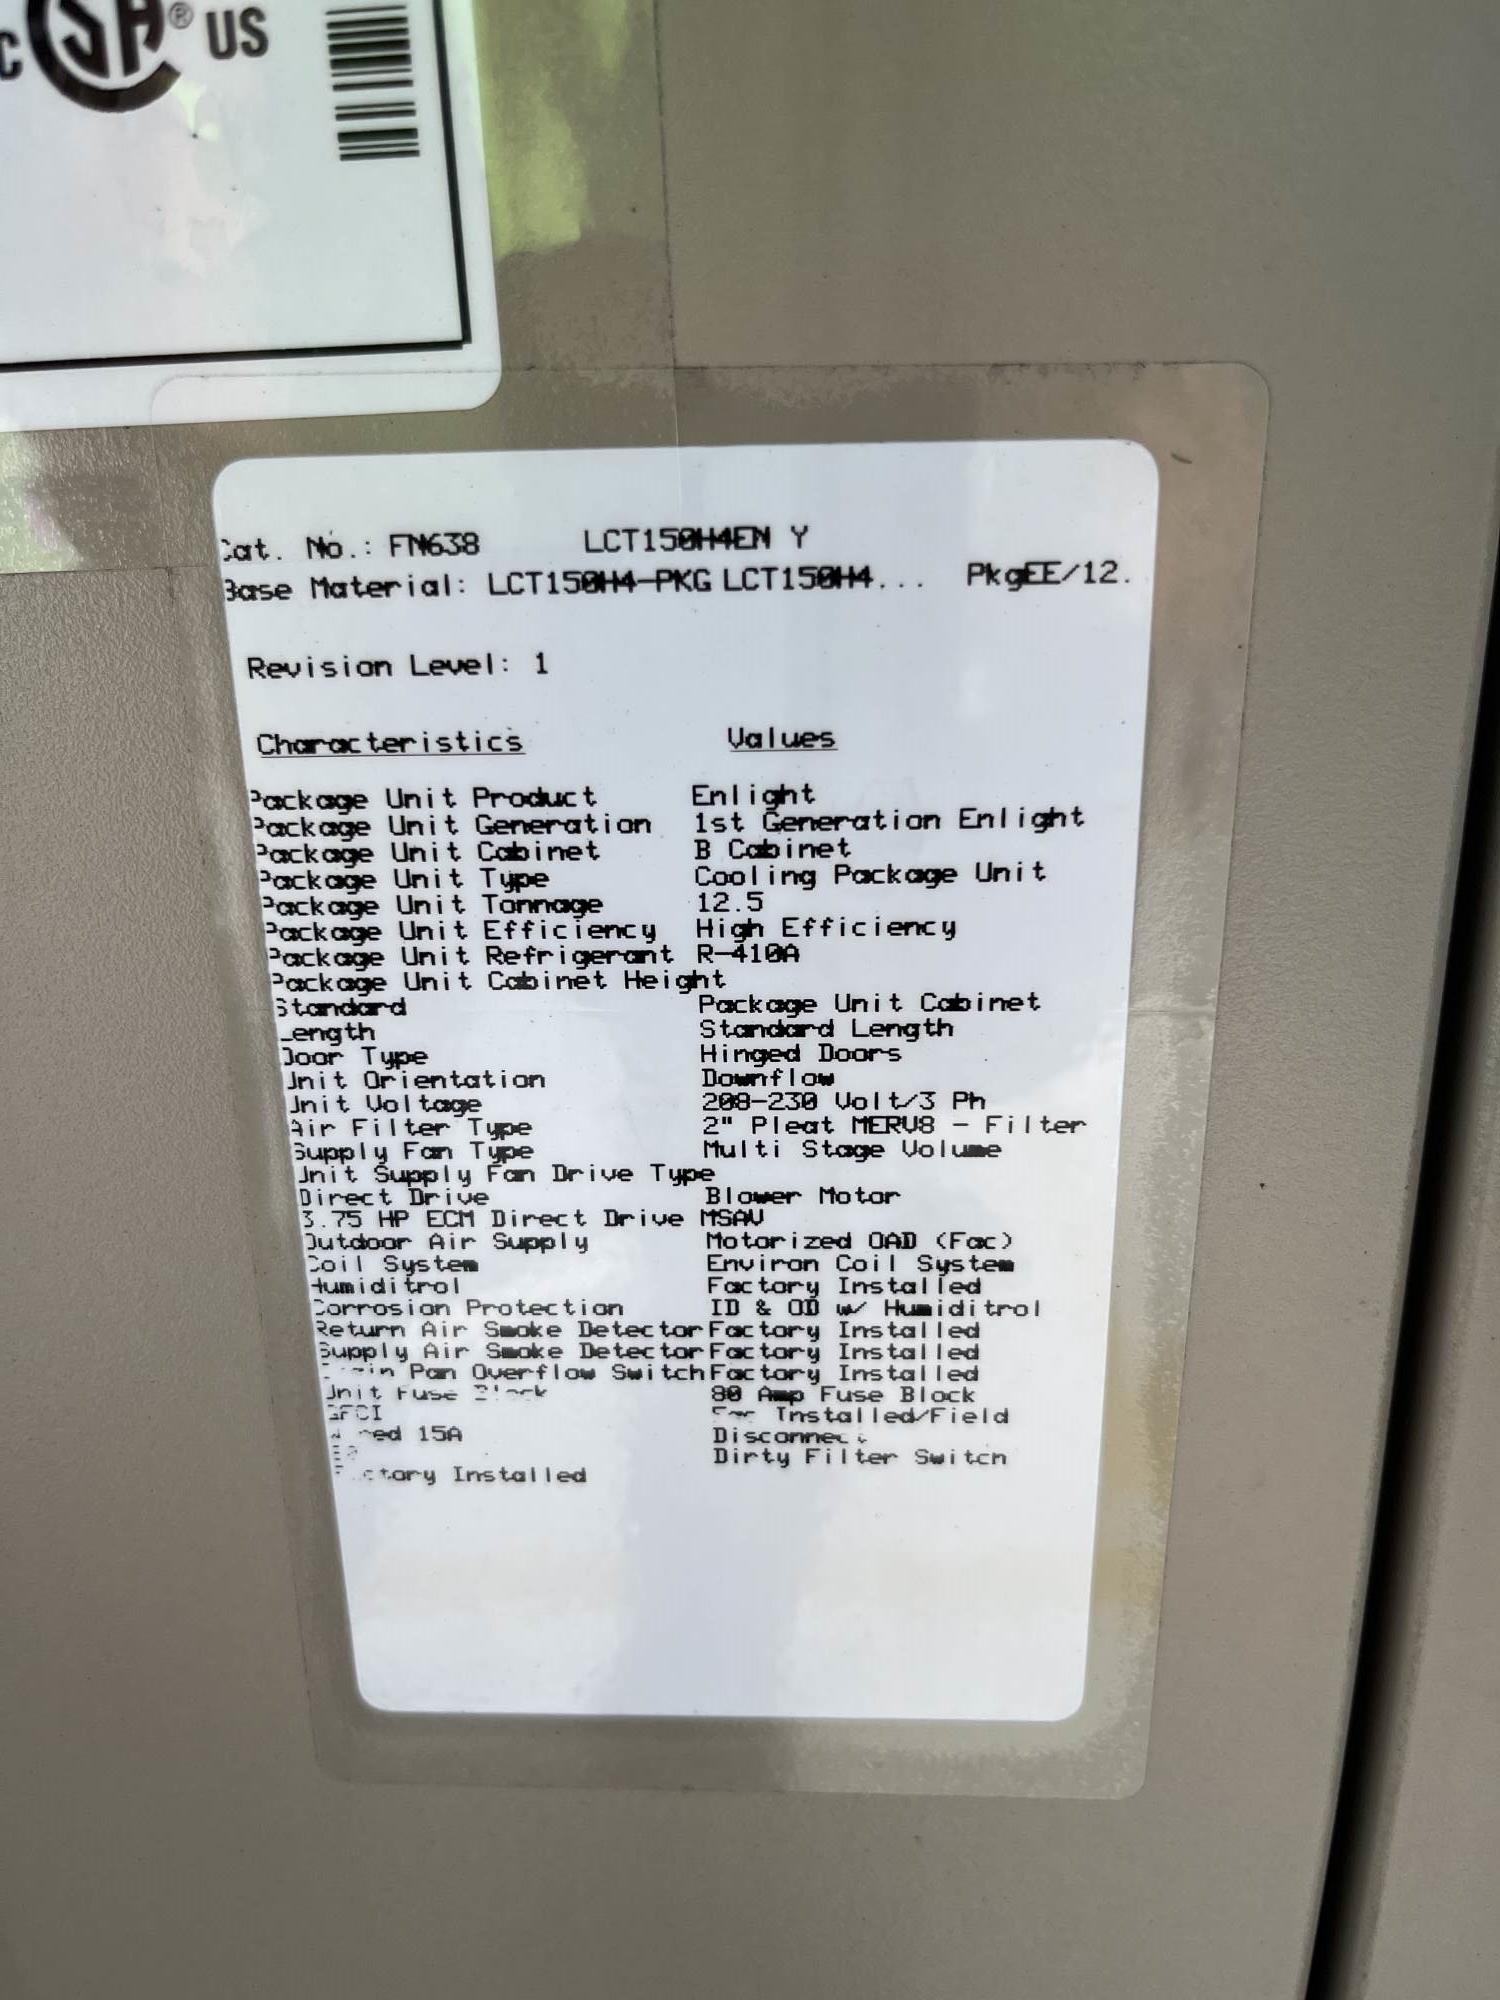 C SA ® US
Cat. No.: FN638 LCT150H4EN Y
Base Material: LCT150H4-PKG LCT150H4... PkgEE/12.
Revision Level: 1
Characteristics Values
Package Unit Product Enlight
Package Unit Generation 1st Generation Enlight
Package Unit Cabinet B Cabinet
Package Unit Type Cooling Package Unit
Package Unit Tonnage 12.5
Package Unit Efficiency High Efficiency
Package Unit Refrigerant R-410A
Package Unit Cabinet Height
Standard Package Unit Cabinet
Length Standard Length
Door Type Hinged Doors
Unit Orientation Downflow
Unit Voltage 208-230 Volt/3 Ph
Air Filter Type 2" Pleat MERV8 - Filter
Supply Fan Type Multi Stage Volume
Unit Supply Fan Drive Type
Direct Drive Blower Motor
3.75 HP ECM Direct Drive MSAV
Outdoor Air Supply Motorized OAD (Fac)
Coil System Environ Coil System
Humiditrol Factory Installed
Corrosion Protection ID & OD w/ Humiditrol
Return Air Smoke Detector Factory Installed
Supply Air Smoke Detector Factory Installed
Drain Pan Overflow Switch Factory Installed
Unit Fuse Block 80 Amp Fuse Block
GFCI Installed/Field
15A Disconnect
Dirty Filter Switch
Factory Installed